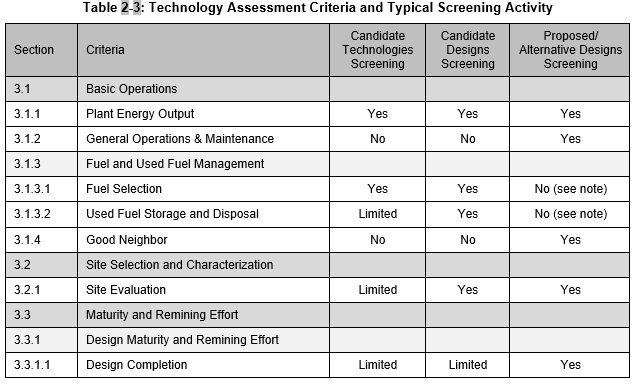 Table 2-3: Technology Assessment Criteria and Typical Screening Activity
Section Criteria Candidate Technologies Screening Candidate Designs Screening Proposed/ Alternative Designs Screening
3.1 Basic Operations
3.1.1 Plant Energy Output Yes Yes Yes
3.1.2 General Operations & Maintenance No No Yes
3.1.3 Fuel and Used Fuel Management
3.1.3.1 Fuel Selection Yes Yes No (see note)
3.1.3.2 Used Fuel Storage and Disposal Limited Yes No (see note)
3.1.4 Good Neighbor No No Yes
3.2 Site Selection and Characterization
3.2.1 Site Evaluation Limited Yes Yes
3.3 Maturity and Remining Effort
3.3.1 Design Maturity and Remining Effort
3.3.1.1 Design Completion Limited Limited Yes